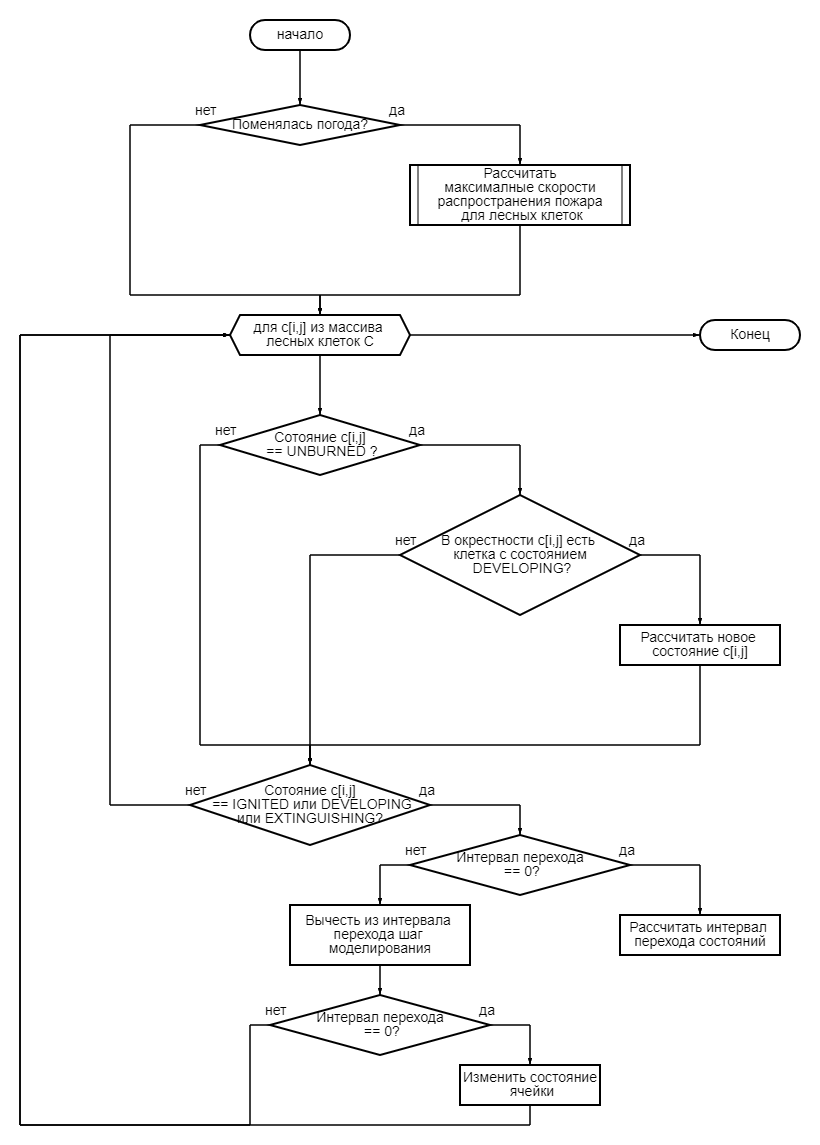 начало
нет
да
Поменялась погода?
Рассчитать
максималные скорости
распространения пожара
для лесных клеток
для c[i,j] из массива
лесных клеток С
Конец
нет
да
Сотояние c[i,j]
== UNBURNED ?
нет
да
В окрестности c[i,j] есть
клетка с состоянием
DEVELOPING?
Рассчитать новое
состояние c[i,j]
нет
да
Сотояние c[i,j]
== IGNITED или DEVELOPING
или EXTINGUISHING?
нет
да
Интервал перехода
== 0?
Вычесть из интервала
перехода шаг
моделирования
Рассчитать интервал
перехода состояний
нет
да
Интервал перехода
== 0?
Изменить состояние
ячейки